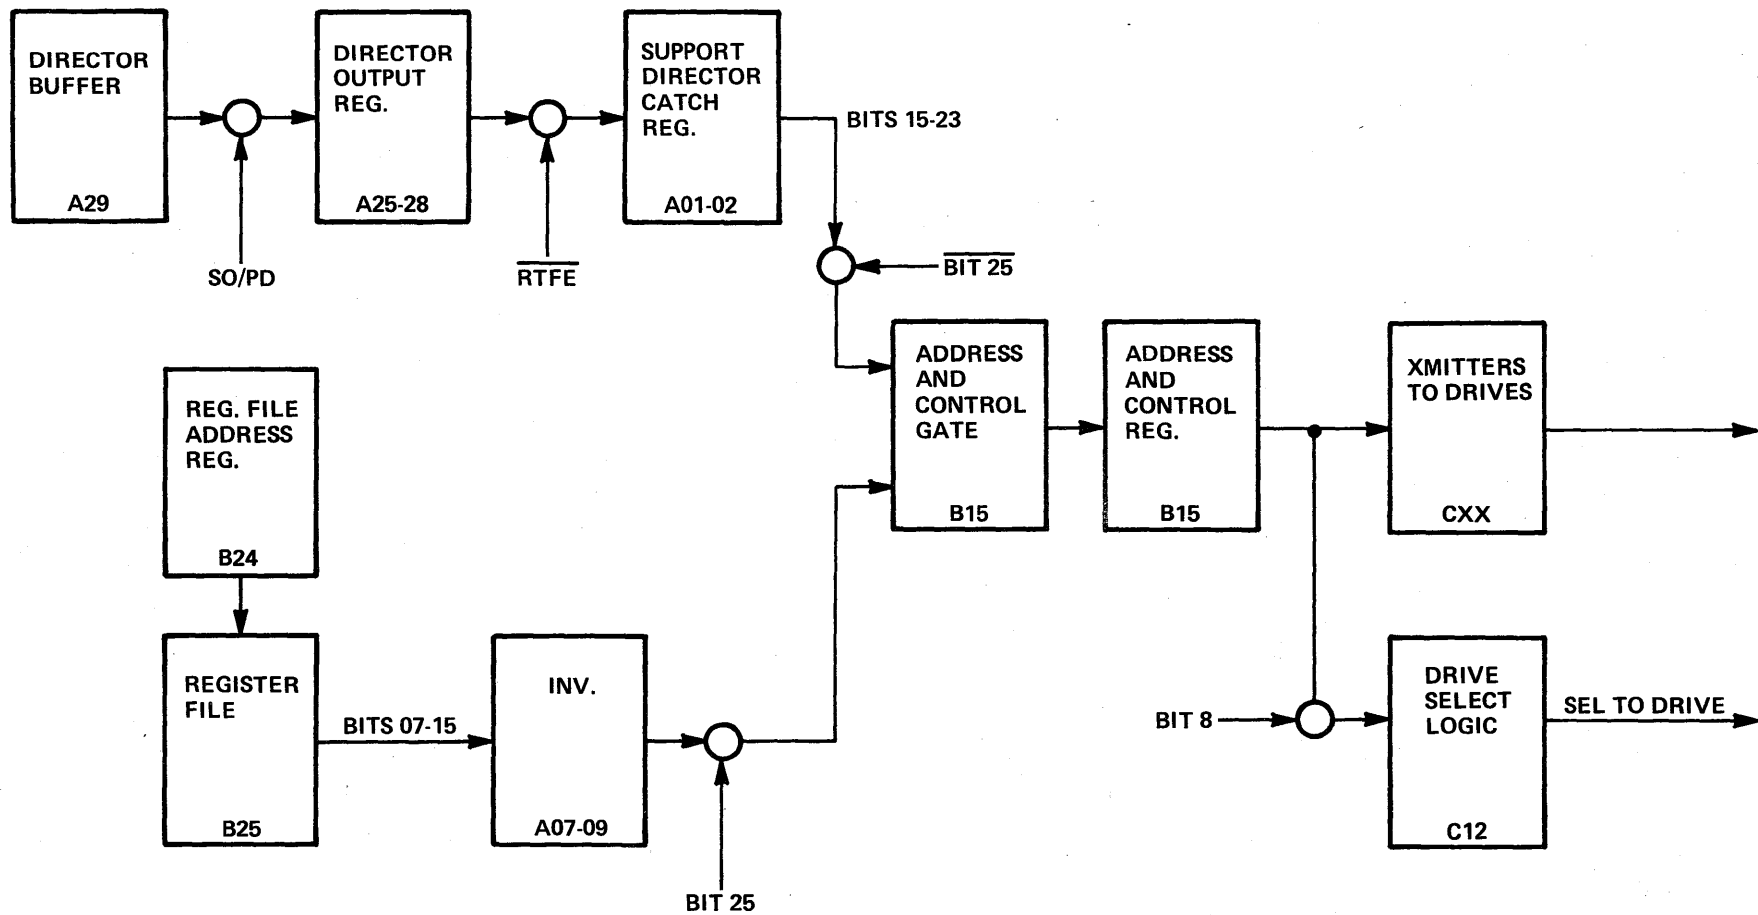 DIRECTOR
BUFFER
A29
SO/PD
DIRECTOR
OUTPUT
REG.
A25-28
RTFE
SUPPORT
DIRECTOR
CATCH
REG.
A01-02
BITS 15-23
BIT 25
REG. FILE
ADDRESS
REG.
B24
REGISTER
FILE
B25
BITS 07-15
INV.
A07-09
BIT 25
ADDRESS
AND
CONTROL
GATE
B15
ADDRESS
AND
CONTROL
REG.
B15
XMITTERS
TO DRIVES
CXX
BIT 8
DRIVE
SELECT
LOGIC
C12
SEL TO DRIVE